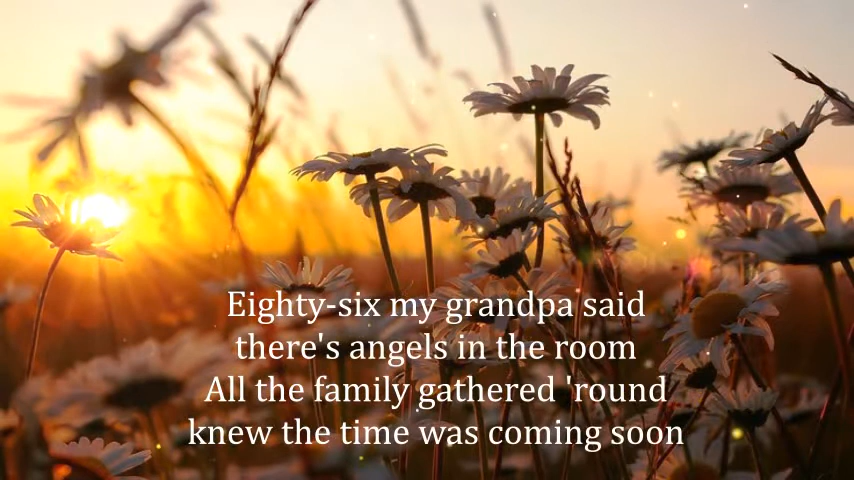 Eighty-six my grandpa said
there's angels in the room
All the family gathered 'round
knew the time was coming soon